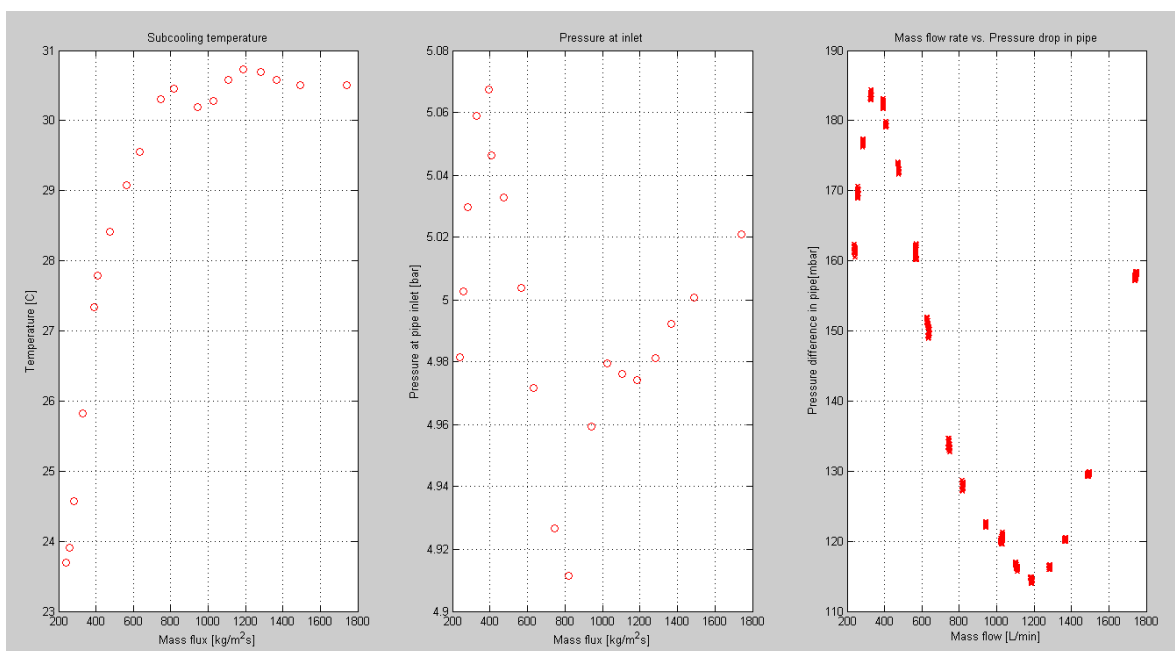 Subcooling temperature
Temperature [C]
31
30
29
28
27
26
25
24
23
200 400 600 800 1000 1200 1400 1600 1800
Mass flux [kg/m²s]
Pressure at inlet
Pressure at pipe inlet [bar]
5.08
5.06
5.04
5.02
5
4.98
4.96
4.94
4.92
4.9
200 400 600 800 1000 1200 1400 1600 1800
Mass flux [kg/m²s]
Mass flow rate vs. Pressure drop in pipe
Pressure difference in pipe[mbar]
190
180
170
160
150
140
130
120
110
200 400 600 800 1000 1200 1400 1600 1800
Mass flow [L/min]